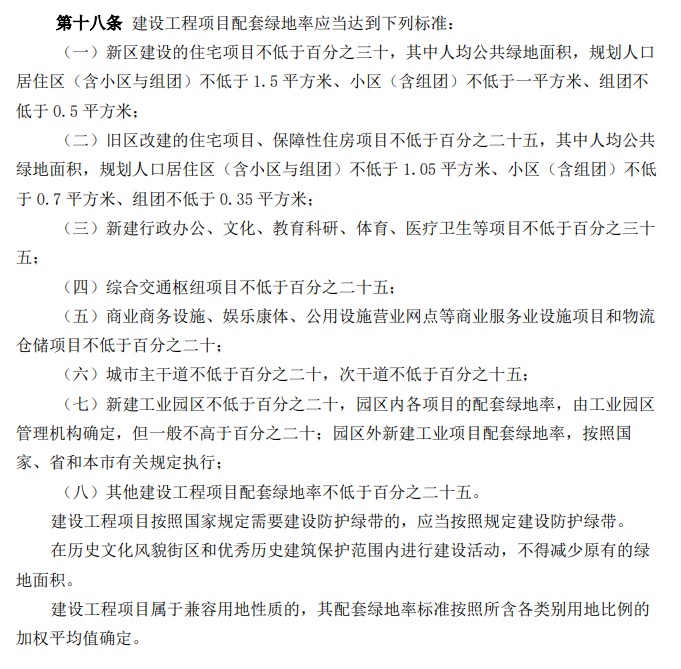 第十八条 建设工程项目配套绿地率应当达到下列标准：
（一）新区建设的住宅项目不低于百分之三十，其中人均公共绿地面积，规划人口
居住区（含小区与组团）不低于 1.5 平方米、小区（含组团）不低于一平方米、组团不
低于 0.5 平方米；
（二）旧区改建的住宅项目、保障性住房项目不低于百分之二十五，其中人均公共
绿地面积，规划人口居住区（含小区与组团）不低于 1.05 平方米、小区（含组团）不低
于 0.7 平方米、组团不低于 0.35 平方米；
（三）新建行政办公、文化、教育科研、体育、医疗卫生等项目不低于百分之三十
五；
（四）综合交通枢纽项目不低于百分之二十五；
（五）商业商务设施、娱乐康体、公用设施营业网点等商业服务业设施项目和物流
仓储项目不低于百分之二十；
（六）城市主干道不低于百分之二十，次干道不低于百分之十五；
（七）新建工业园区不低于百分之二十，园区内各项目的配套绿地率，由工业园区
管理机构确定，但一般不高于百分之二十；园区外新建工业项目配套绿地率，按照国
家、省和本市有关规定执行；
（八）其他建设工程项目配套绿地率不低于百分之二十五。
建设工程项目按照国家规定需要建设防护绿带的，应当按照规定建设防护绿带。
在历史文化风貌街区和优秀历史建筑保护范围内进行建设活动，不得减少原有的绿
地面积。
建设工程项目属于兼容用地性质的，其配套绿地率标准按照所含各类别用地比例的
加权平均值确定。